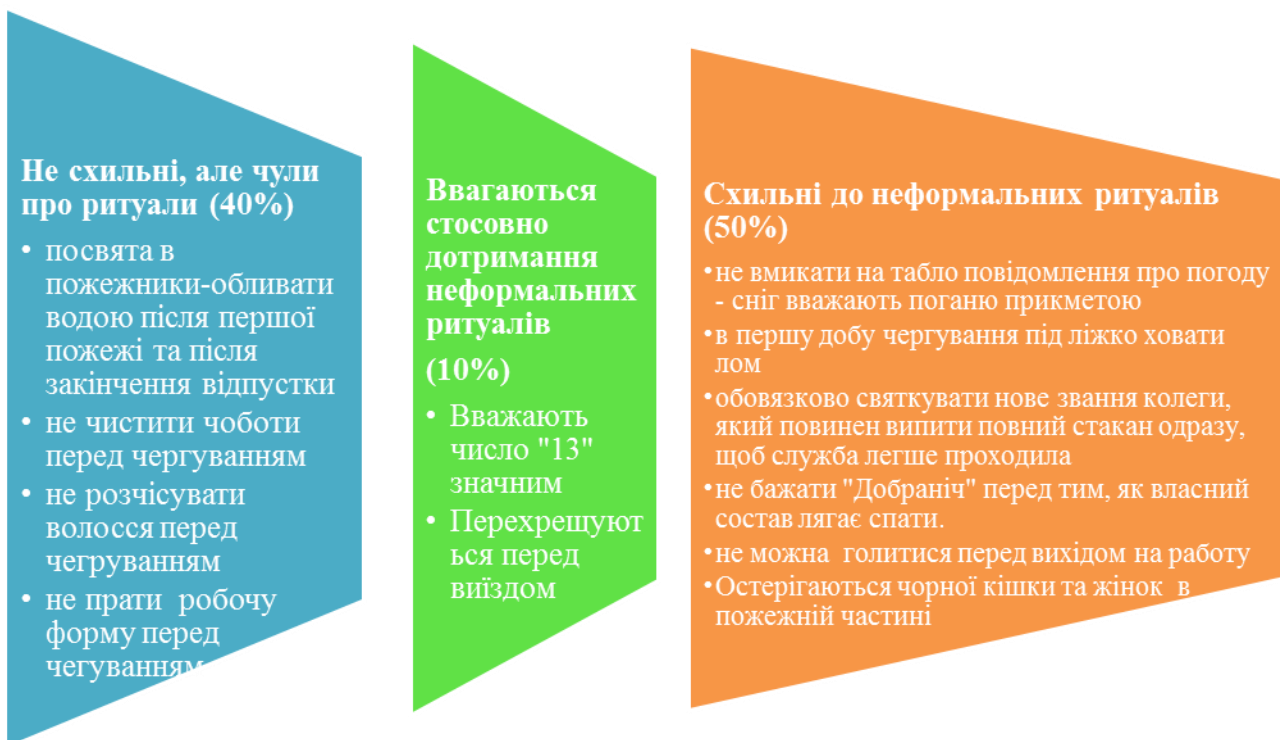 Не схильні, але чули
про ритуали (40%)
• посвята в
пожежники-обливати
водою після першої
пожежі та після
закінчення відпустки
• не чистити чоботи
перед чергуванням
• не розчісувати
волосся перед
чегруванням
• не прати робочу
форму перед
чегуванням
Ввагаються
стосовно
дотримання
неформальних
ритуалів
(10%)
• Вважають
число "13"
значним
• Перехрещуют
ься перед
виїздом
Схильні до неформальних ритуалів
(50%)
• не вмикати на табло повідомлення про погоду
- сніг вважають поганю прикметою
• в першу добу чергування під ліжко ховати
лом
• обовязково святкувати нове звання колеги,
який повинен випити повний стакан одразу,
щоб служба легше проходила
• не бажати "Добраніч" перед тим, як власний
состав лягає спати.
• не можна голитися перед вихідом на работу
• Остерігаються чорної кішки та жінок в
пожежній частині